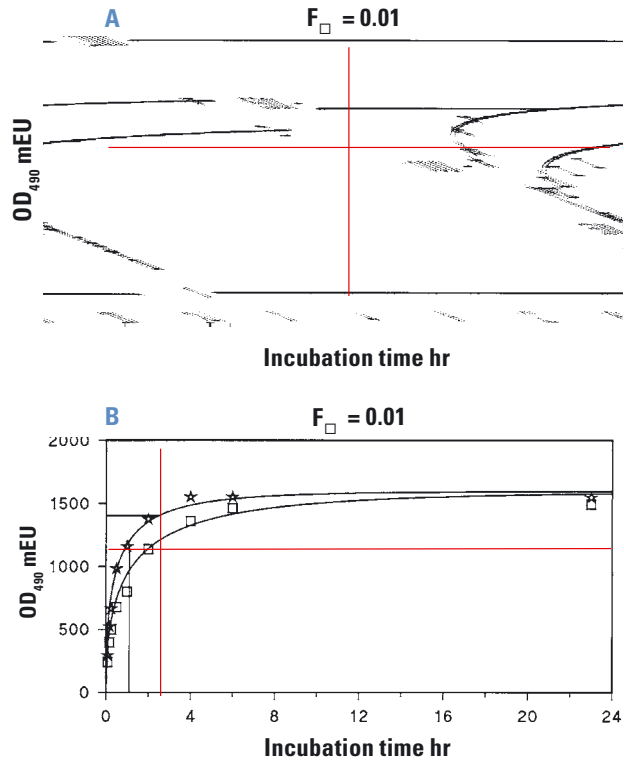 A
F□ = 0.01
OD490 mEU
Incubation time hr
B
F□ = 0.01
2000
1500
1000
500
0
OD490 mEU
0 4 8 12 16 20 24
Incubation time hr